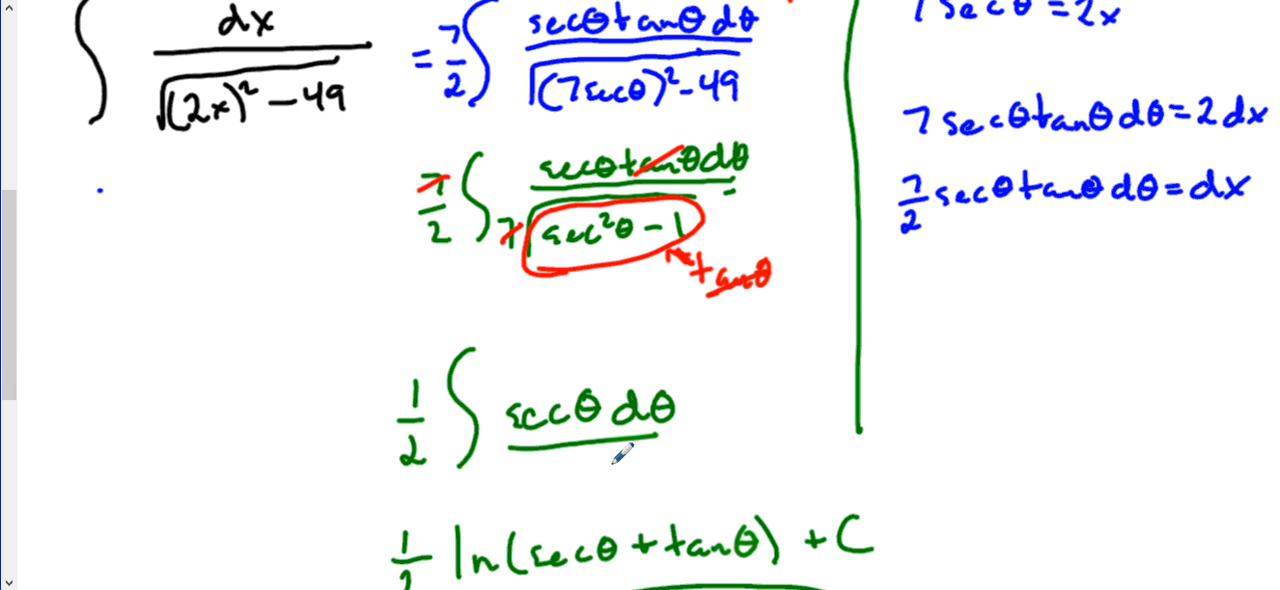 ∫ dx / √((2x)² − 49) = 7/2 ∫ secθ tanθ dθ / √((7secθ)² − 49)
7/2 ∫ secθ tanθ dθ / 7√(sec²θ − 1)
tanθ
1/2 ∫ secθ dθ
1/2 ln(secθ + tanθ) + C
7 secθ = 2x
7 secθ tanθ dθ = 2 dx
7/2 secθ tanθ dθ = dx